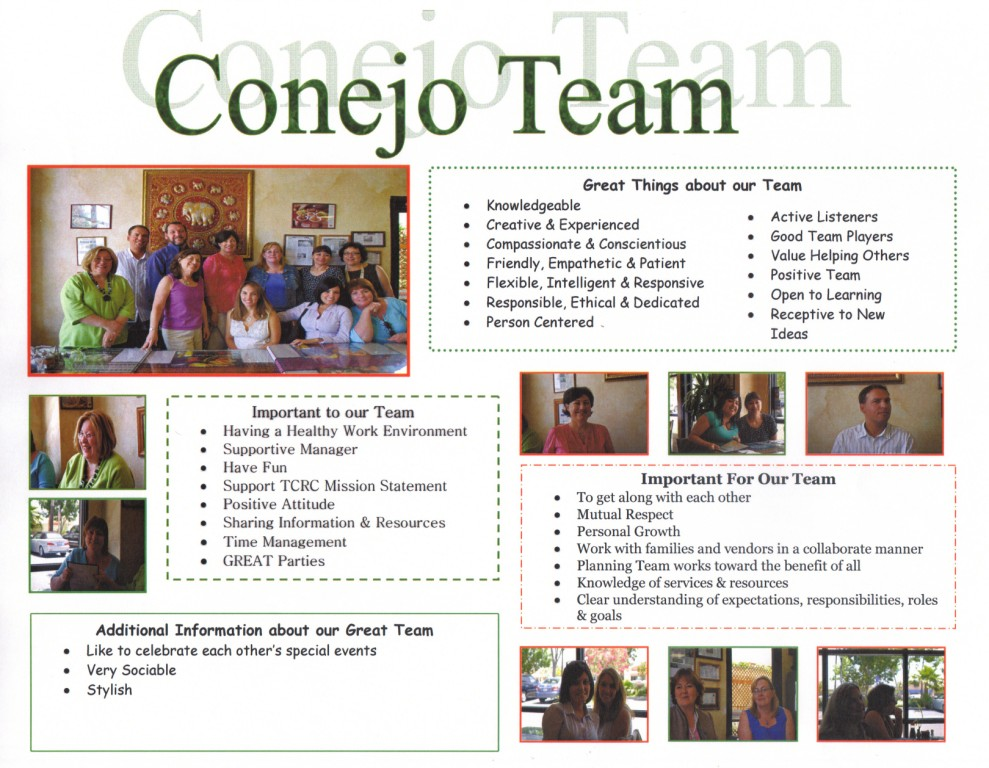 Conejo Team
Great Things about our Team
Knowledgeable
Creative & Experienced
Compassionate & Conscientious
Friendly, Empathetic & Patient
Flexible, Intelligent & Responsive
Responsible, Ethical & Dedicated
Person Centered
Active Listeners
Good Team Players
Value Helping Others
Positive Team
Open to Learning
Receptive to New
Ideas
Important to our Team
Having a Healthy Work Environment
Supportive Manager
Have Fun
Support TCRC Mission Statement
Positive Attitude
Sharing Information & Resources
Time Management
GREAT Parties
Important For Our Team
To get along with each other
Mutual Respect
Personal Growth
Work with families and vendors in a collaborate manner
Planning Team works toward the benefit of all
Knowledge of services & resources
Clear understanding of expectations, responsibilities, roles
& goals
Additional Information about our Great Team
Like to celebrate each other's special events
Very Sociable
Stylish